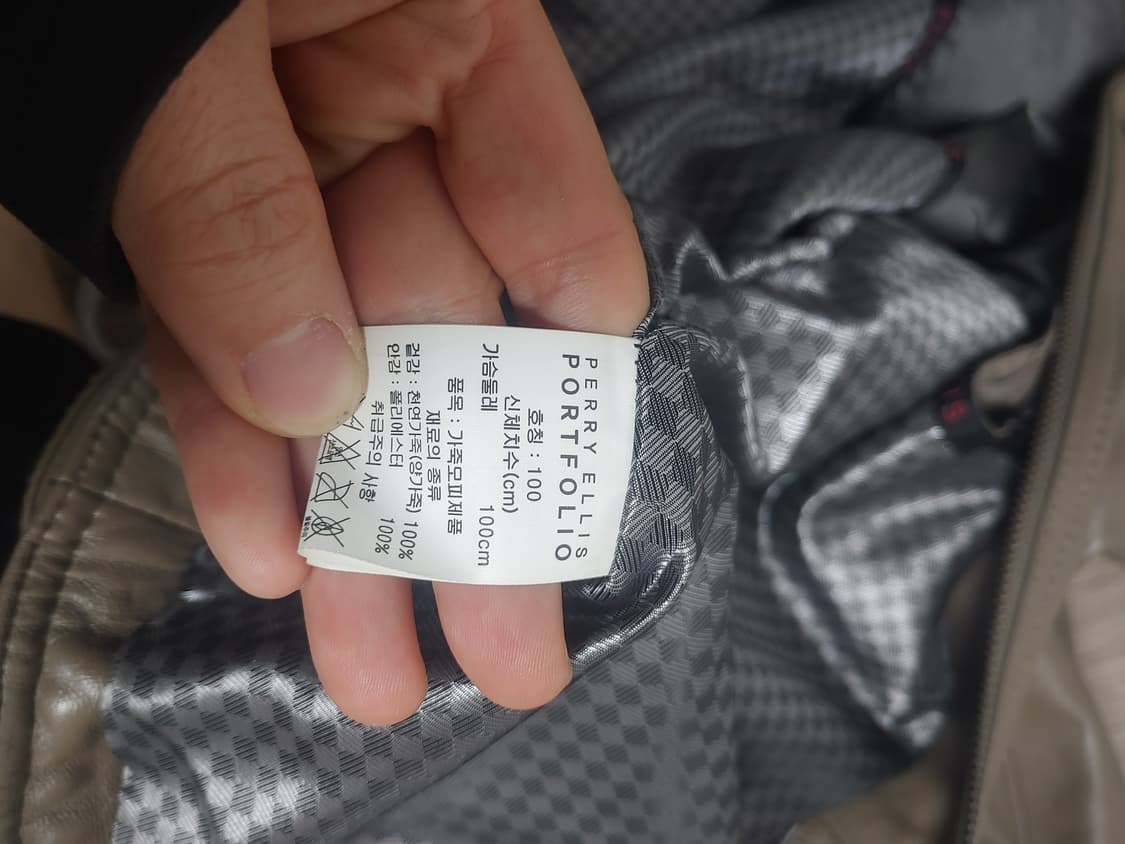 PERRY ELLIS
PORTFOLIO
호칭 : 100
신체치수(cm)
가슴둘레 100cm
품목 : 가죽모피제품
재료의 종류
겉감 : 천연가죽(양가죽) 100%
안감 : 폴리에스터 100%
취급주의 사항